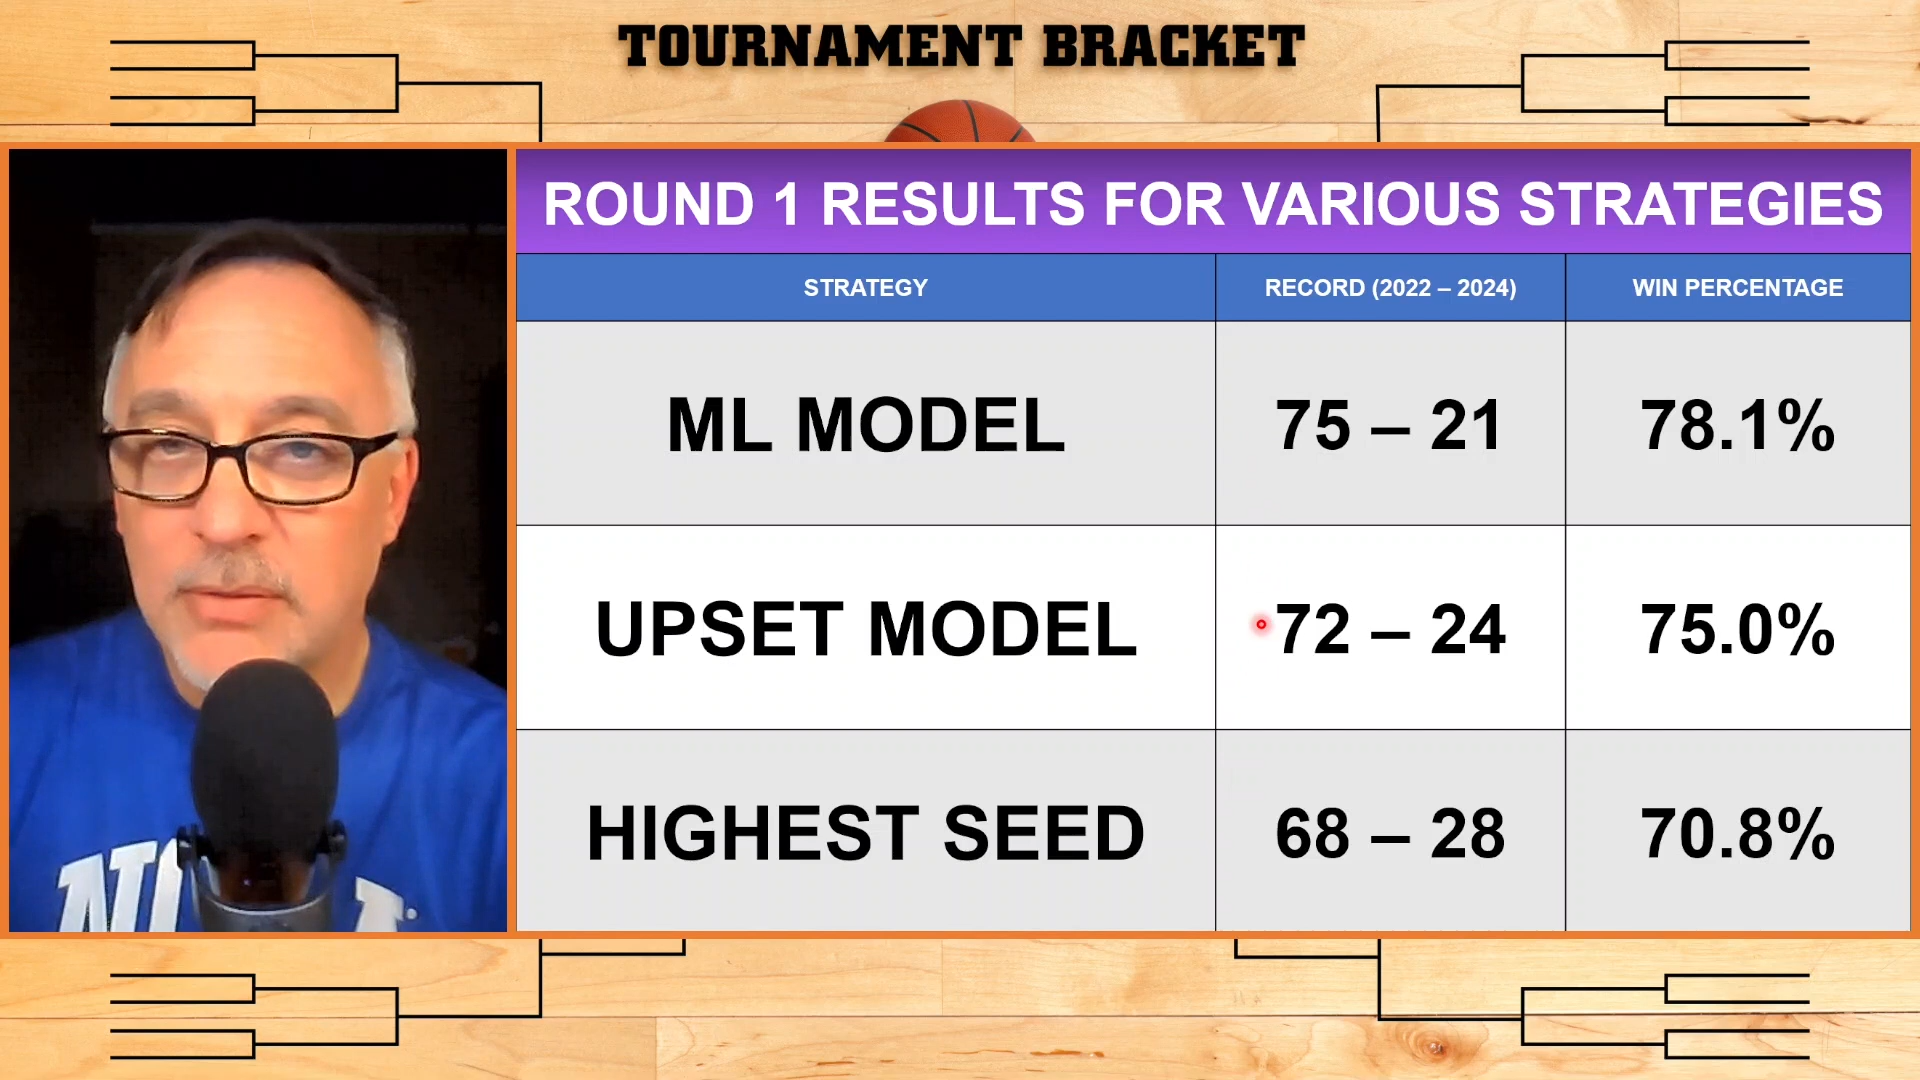 TOURNAMENT BRACKET
ROUND 1 RESULTS FOR VARIOUS STRATEGIES
STRATEGY RECORD (2022 – 2024) WIN PERCENTAGE
ML MODEL 75 – 21 78.1%
UPSET MODEL 72 – 24 75.0%
HIGHEST SEED 68 – 28 70.8%